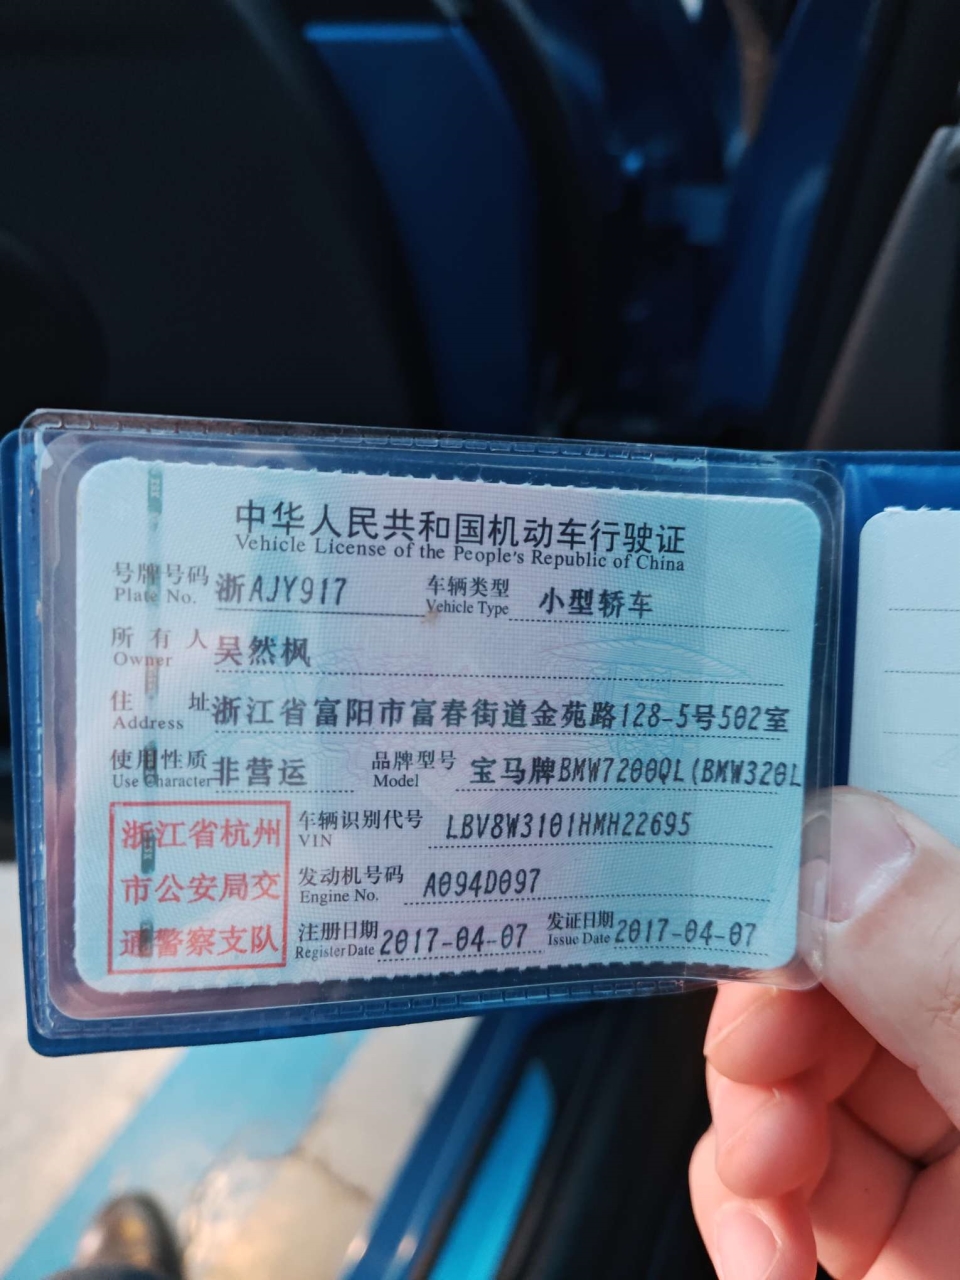 中华人民共和国机动车行驶证
Vehicle License of the People's Republic of China
号牌号码 浙AJY917 车辆类型 小型轿车
Plate No. Vehicle Type
所有人 吴然枫
Owner
住址 浙江省富阳市富春街道金苑路128-5号502室
Address
使用性质 非营运 品牌型号 宝马牌BMW7200QL(BMW320L
Use Character Model
浙江省杭州
市公安局交
通警察支队
车辆识别代号 LBV8W3101HMH22695
VIN
发动机号码 A094D097
Engine No.
注册日期 2017-04-07 发证日期 2017-04-07
Register Date Issue Date